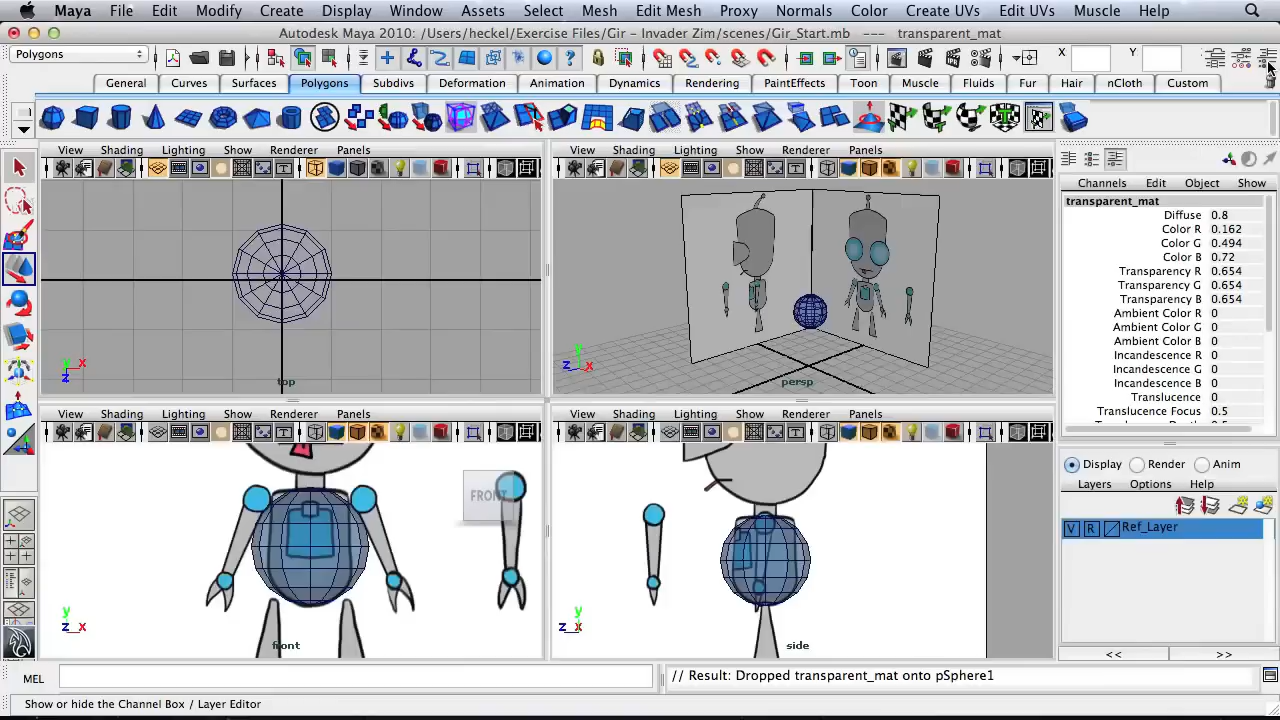 Maya File Edit Modify Create Display Window Assets Select Mesh Edit Mesh Proxy Normals Color Create UVs Edit UVs Muscle Help
Autodesk Maya 2010: /Users/heckel/Exercise Files/Gir - Invader Zim/scenes/Gir_Start.mb --- transparent_mat
Polygons X Y
General Curves Surfaces Polygons Subdivs Deformation Animation Dynamics Rendering PaintEffects Toon Muscle Fluids Fur Hair nCloth Custom
View Shading Lighting Show Renderer Panels
View Shading Lighting Show Renderer Panels
Channels Edit Object Show
transparent_mat
Diffuse 0.8
Color R 0.162
Color G 0.494
Color B 0.72
Transparency R 0.654
Transparency G 0.654
Transparency B 0.654
Ambient Color R 0
Ambient Color G 0
Ambient Color B 0
Incandescence R 0
Incandescence G 0
Incandescence B 0
Translucence 0
Translucence Focus 0.5
y x
z
top
y
z x
persp
View Shading Lighting Show Renderer Panels
View Shading Lighting Show Renderer Panels
FRONT
y
z x
front
y
z x
side
Display Render Anim
Layers Options Help
V R Ref_Layer
<< >>
MEL // Result: Dropped transparent_mat onto pSphere1
Show or hide the Channel Box / Layer Editor